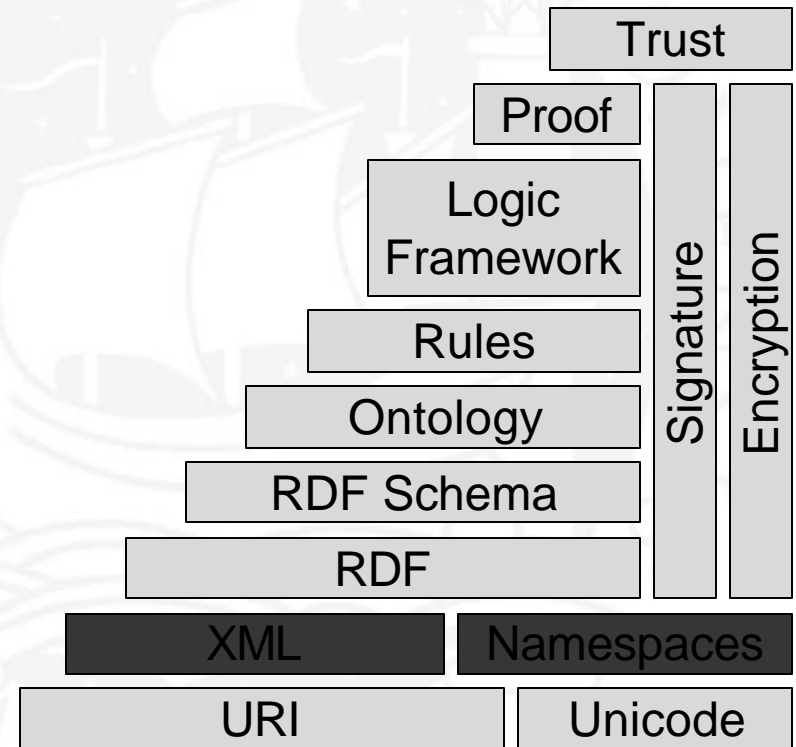 Trust
Proof
Logic
Framework
Signature
Encryption
Rules
Ontology
RDF Schema
RDF
XML
Namespaces
URI
Unicode